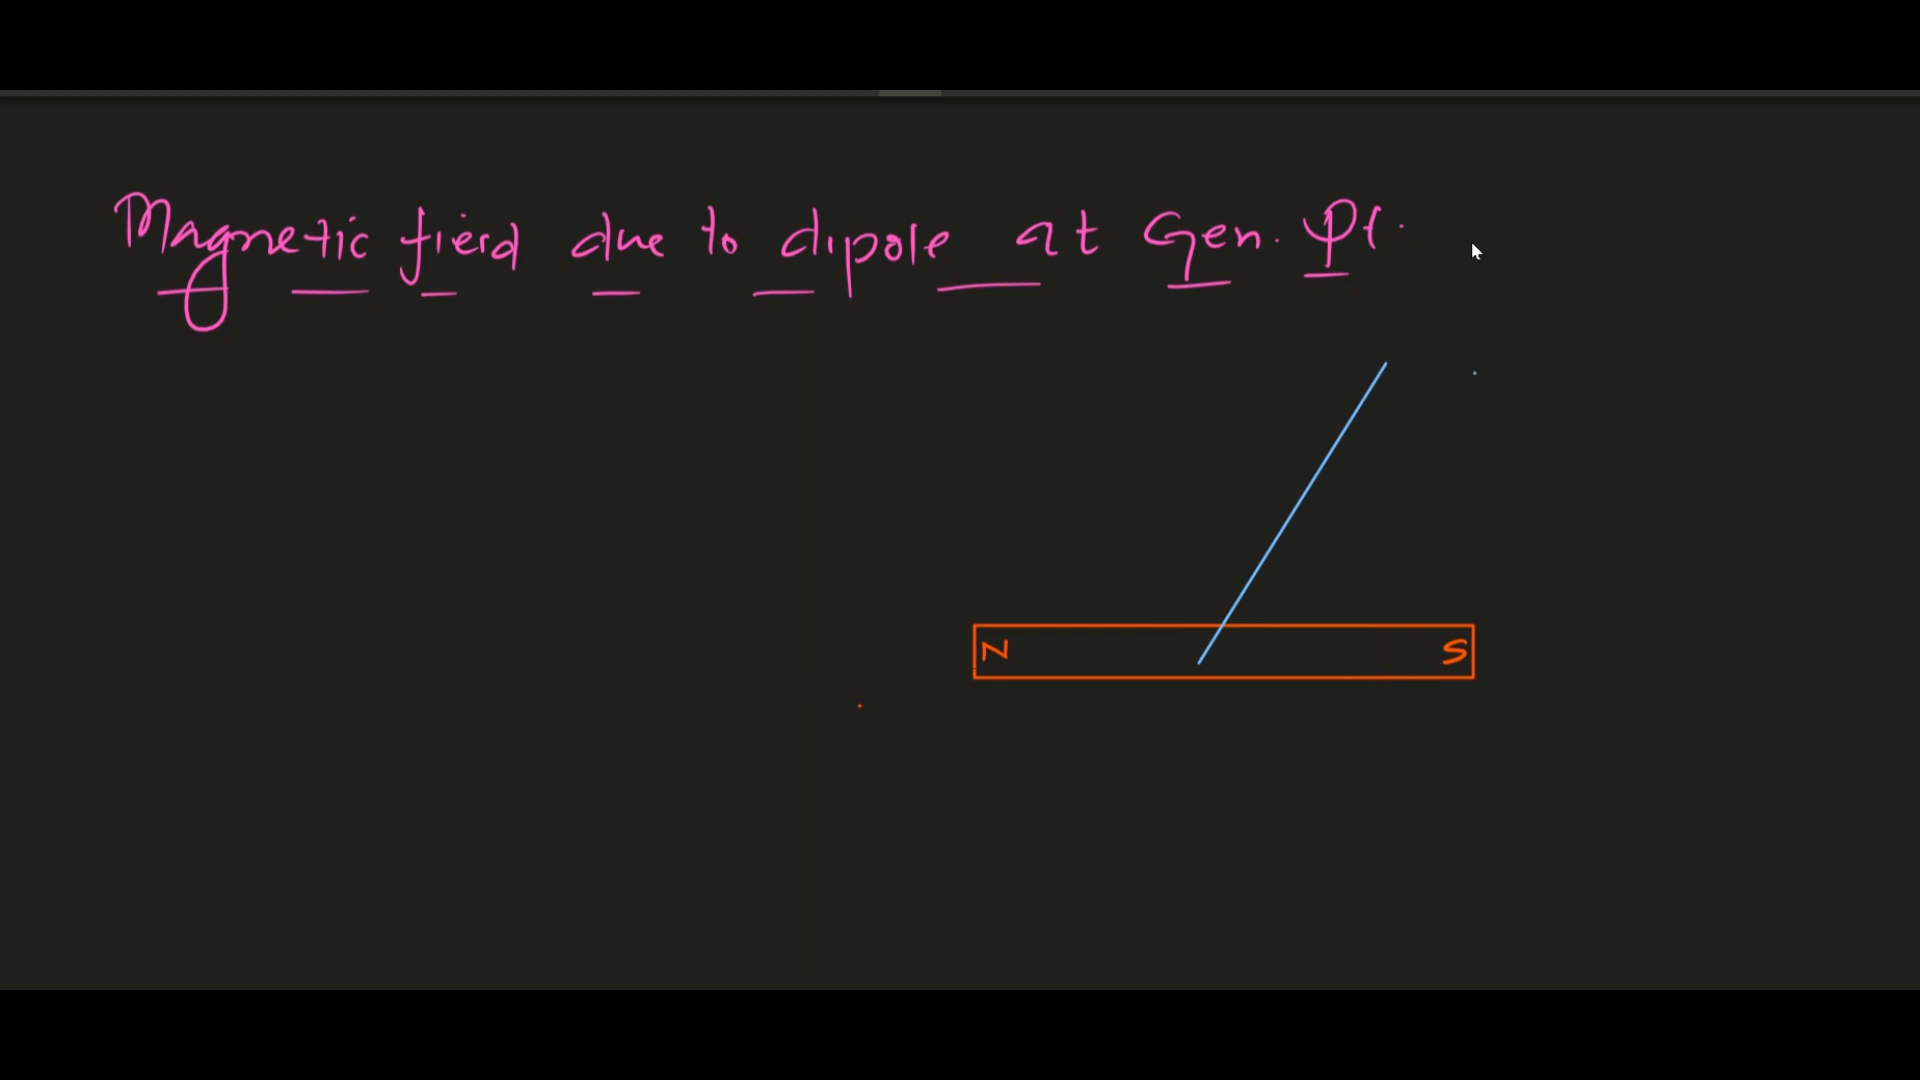 Magnetic field due to dipole at Gen. Pt.
N S